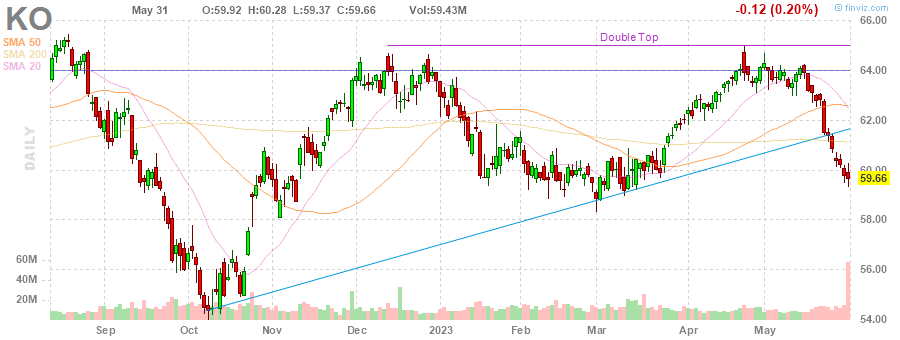 KO May 31 O:59.92 H:60.28 L:59.37 C:59.66 Vol:59.43M -0.12 (0.20%) © finviz.com
66.00
SMA 50
SMA 200
SMA 20
Double Top
64.00
62.00
DAILY
60.00
59.66
58.00
60M
40M
20M
56.00
54.00
Sep Oct Nov Dec 2023 Feb Mar Apr May